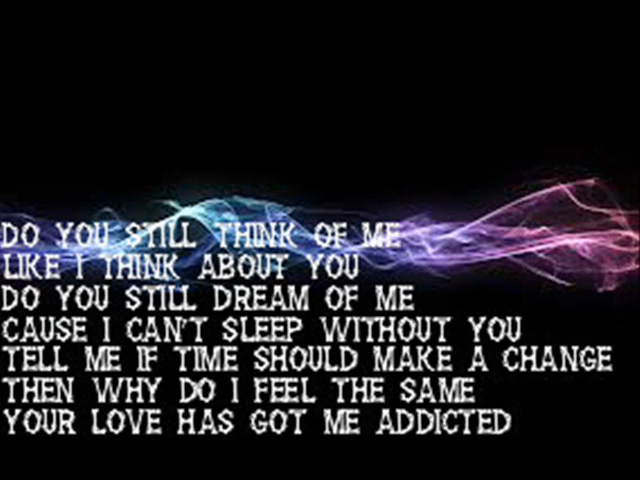 DO YOU STILL THINK OF ME
LIKE I THINK ABOUT YOU
DO YOU STILL DREAM OF ME
CAUSE I CAN'T SLEEP WITHOUT YOU
TELL ME IF TIME SHOULD MAKE A CHANGE
THEN WHY DO I FEEL THE SAME
YOUR LOVE HAS GOT ME ADDICTED